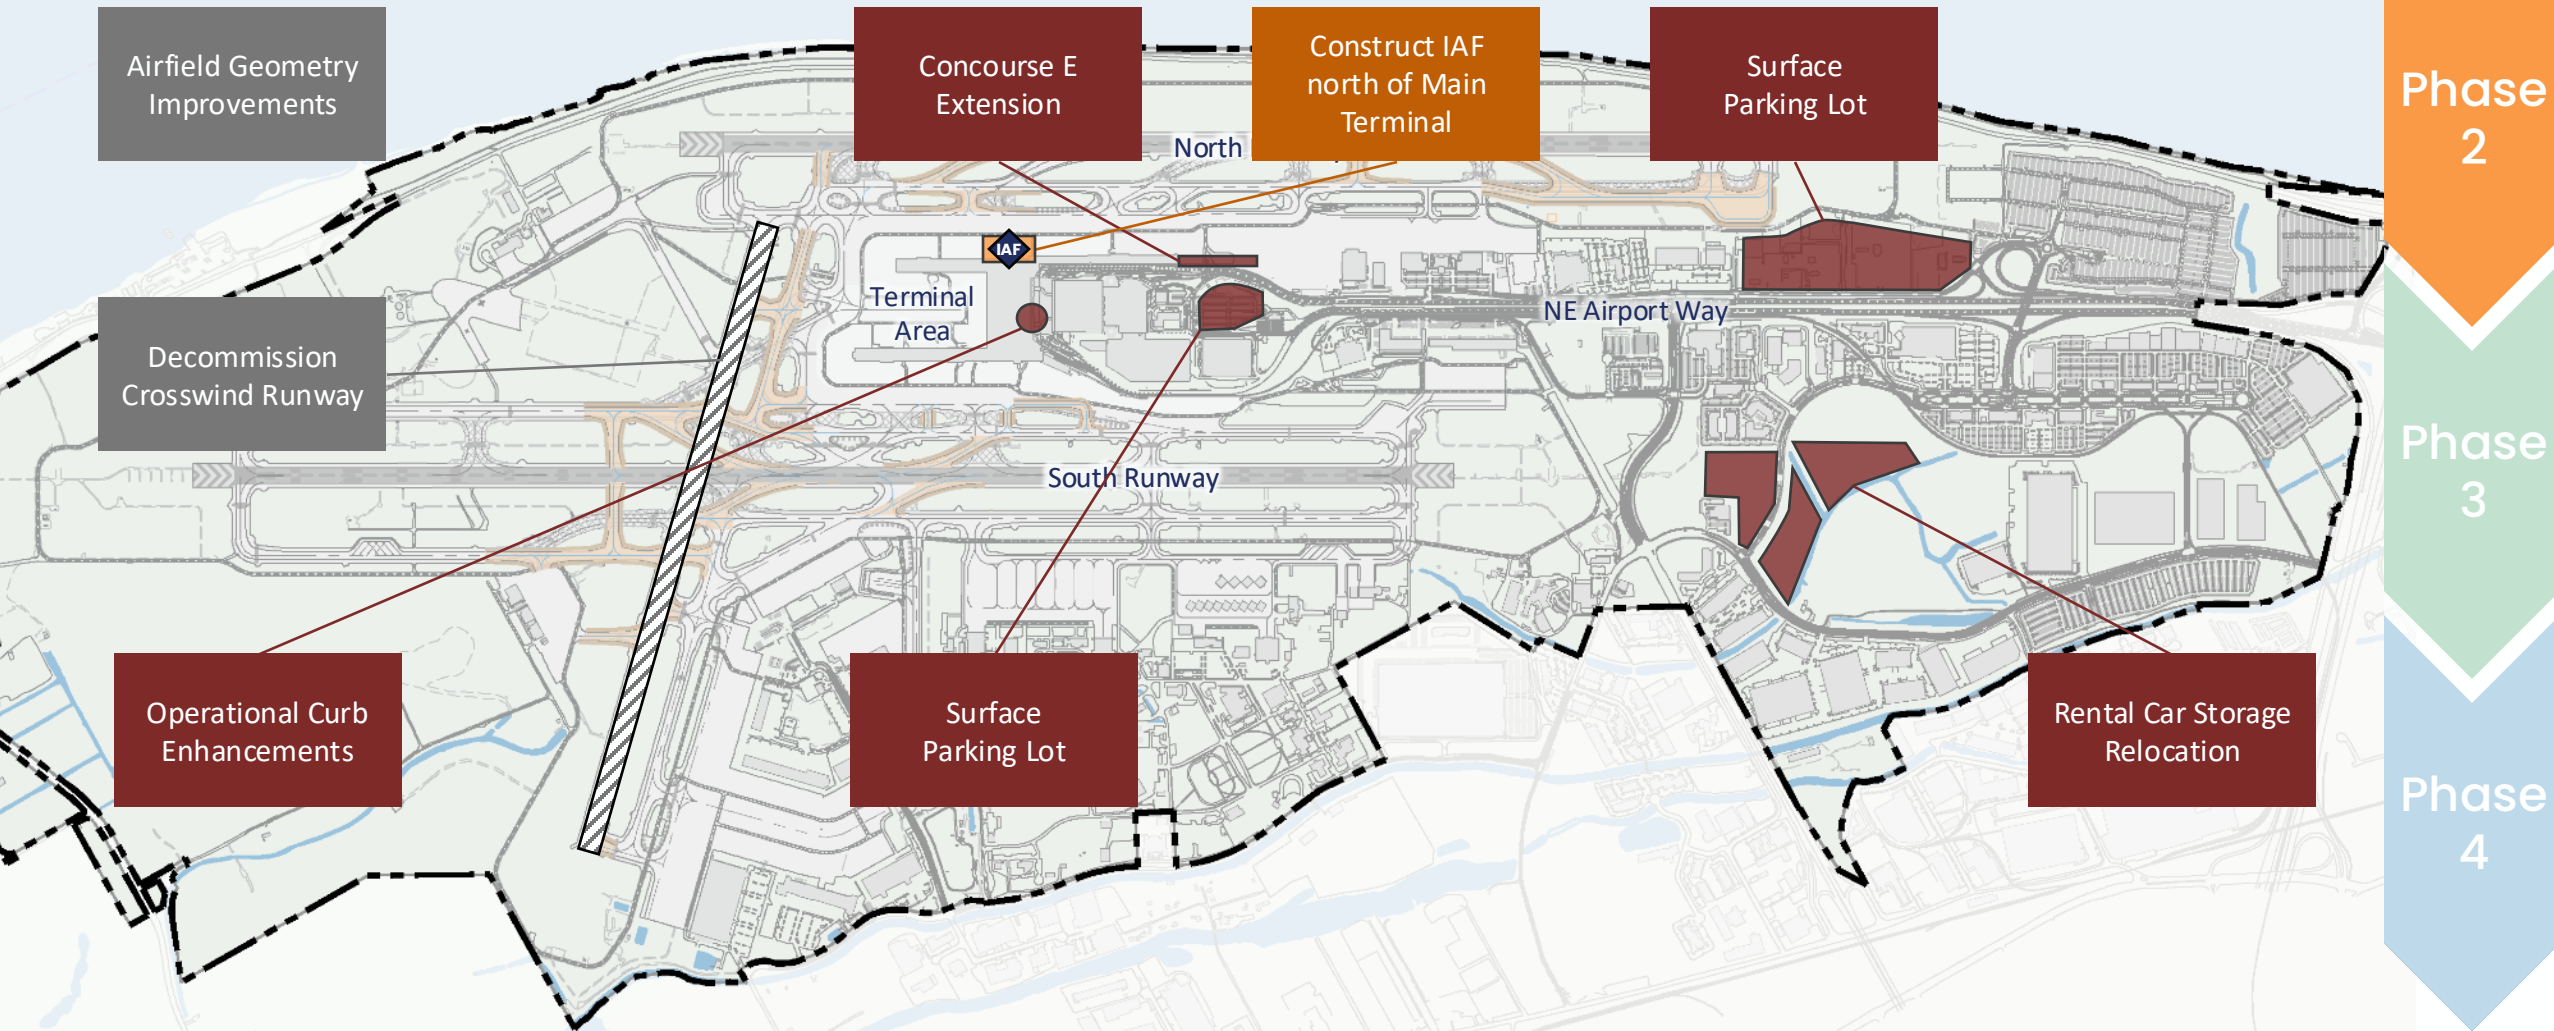 Airfield Geometry
Improvements
Concourse E
Extension
Construct IAF
north of Main
Terminal
Surface
Parking Lot
Phase
2
North
IAF
Terminal
Area
NE Airport Way
Decommission
Crosswind Runway
South Runway
Phase
3
Operational Curb
Enhancements
Surface
Parking Lot
Rental Car Storage
Relocation
Phase
4